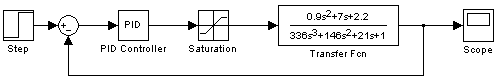 PID
0.9s²+7s+2.2
336s³+146s²+21s+1
Step
PID Controller
Saturation
Transfer Fcn
Scope